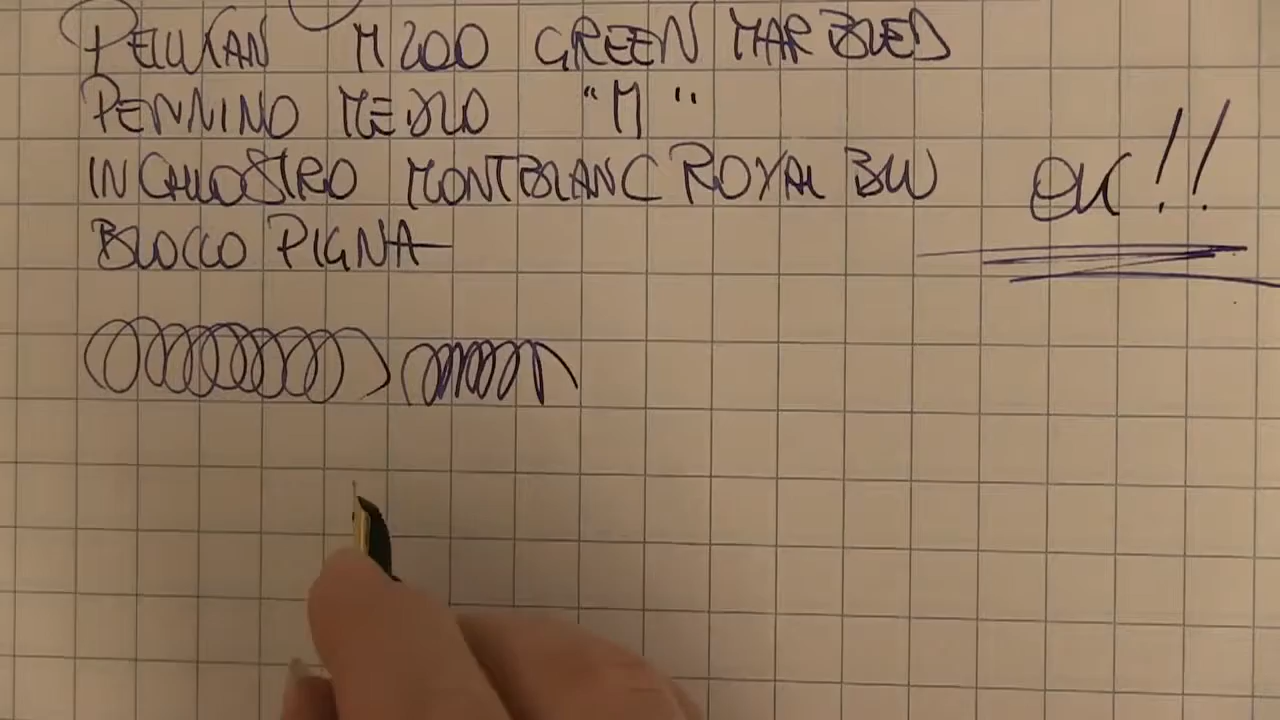 PELIKAN M200 GREEN MARBLED
PENNINO MEDIO "M"
INCHIOSTRO MONTBLANC ROYAL BLU
OK!!
BLOCCO PIGNA